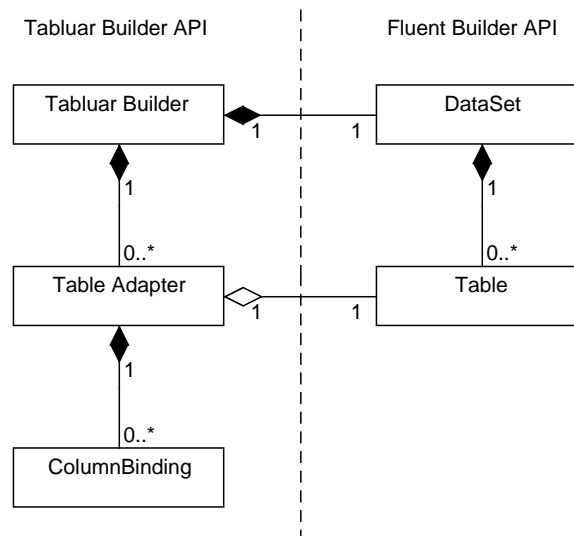 Tabluar Builder API
Fluent Builder API
Tabluar Builder
DataSet
1
1
1
1
0..*
0..*
Table Adapter
Table
1
1
1
0..*
ColumnBinding